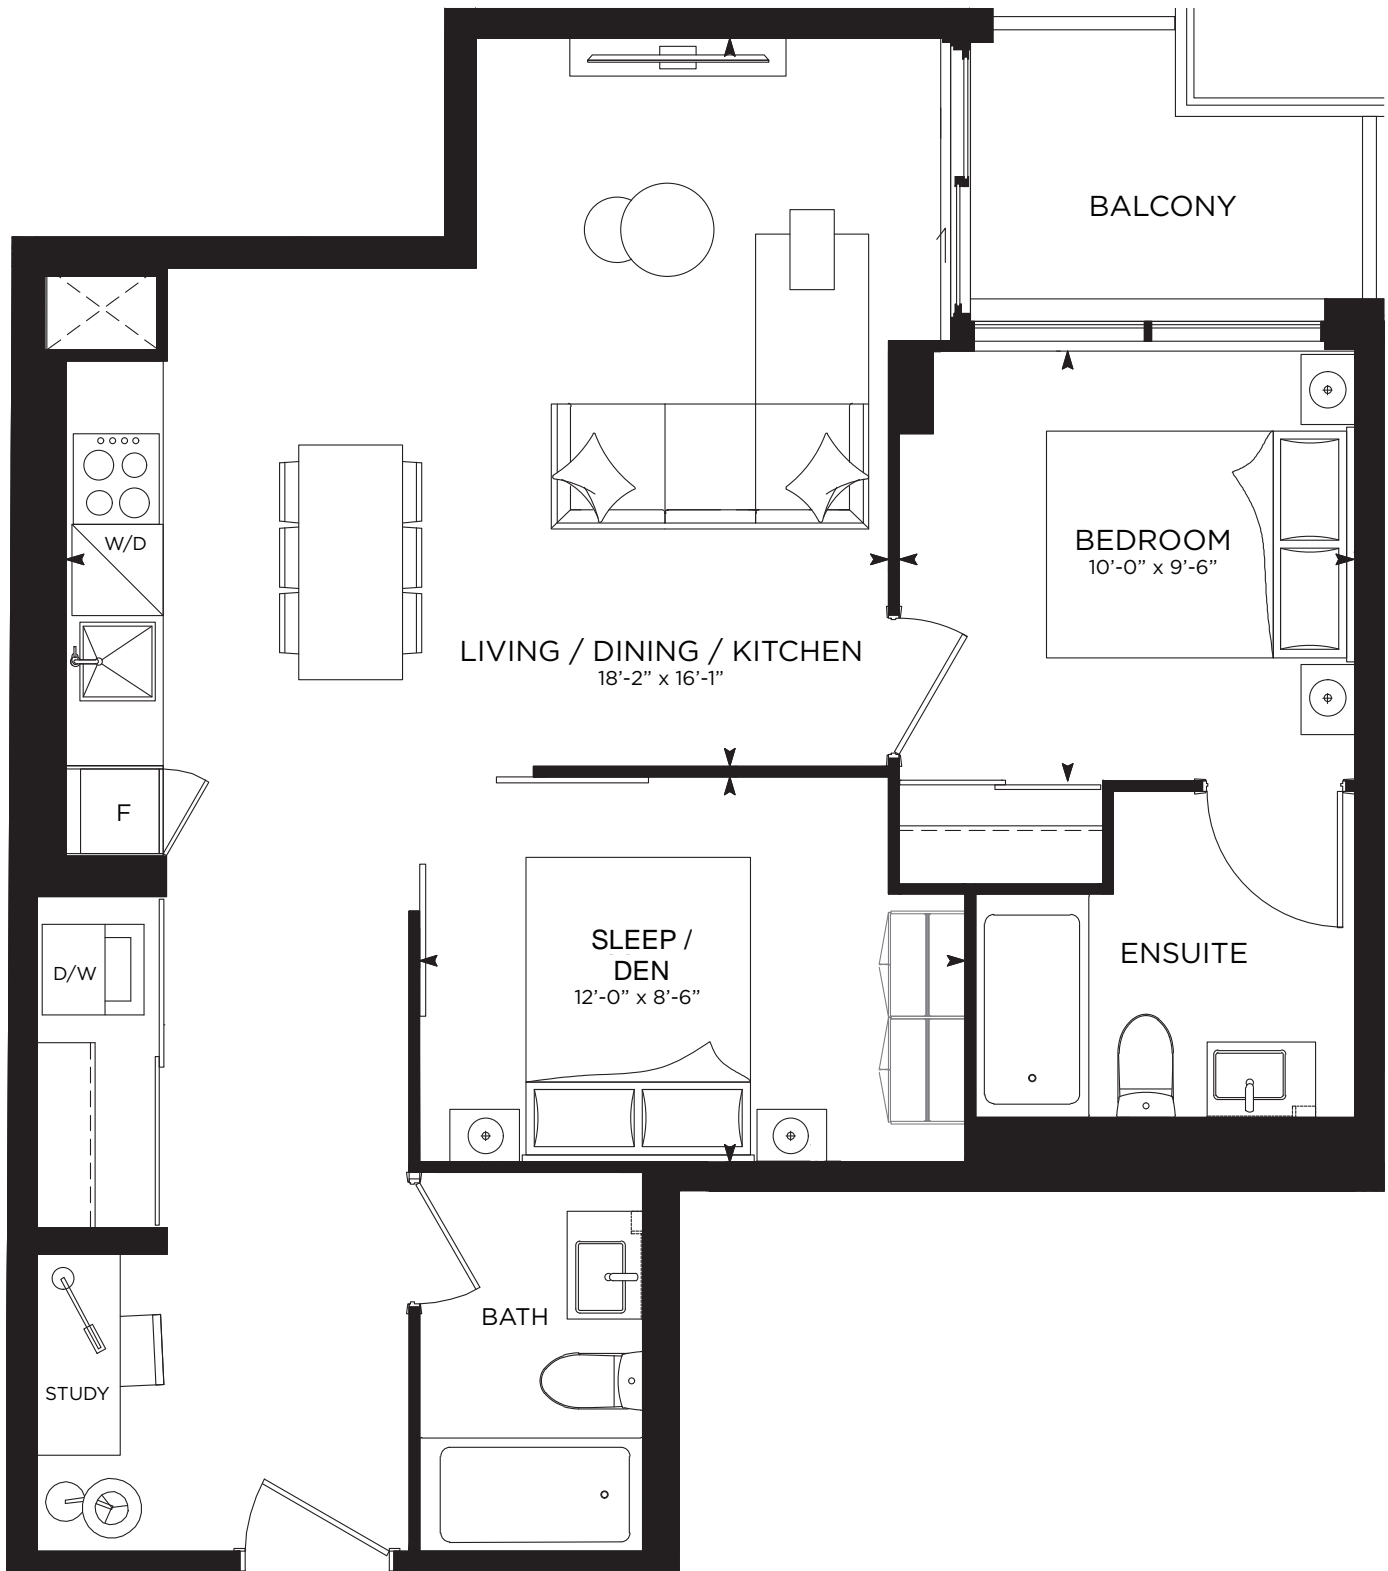 BALCONY
W/D
BEDROOM
10'-0” x 9'-6”
LIVING / DINING / KITCHEN
18'-2” x 16'-1”
F
SLEEP /
DEN
12'-0” x 8'-6”
ENSUITE
D/W
BATH
STUDY